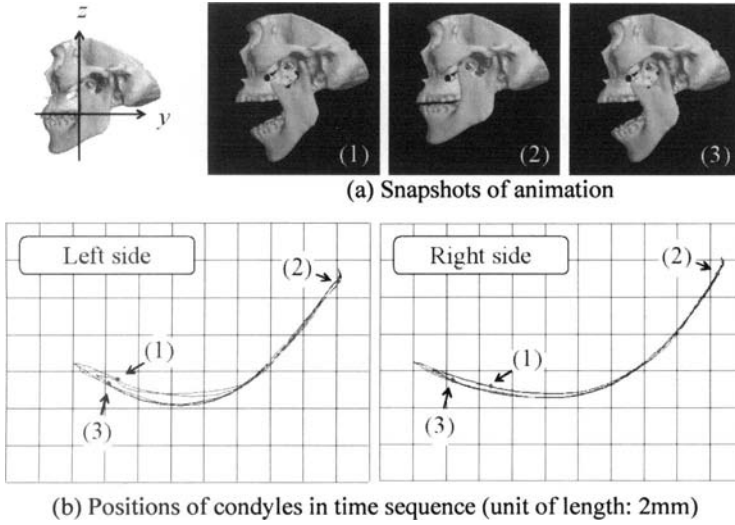 z
y
(1)
(2)
(3)
(a) Snapshots of animation
Left side
(2)
(1)
(3)
Right side
(2)
(1)
(3)
(b) Positions of condyles in time sequence (unit of length: 2mm)